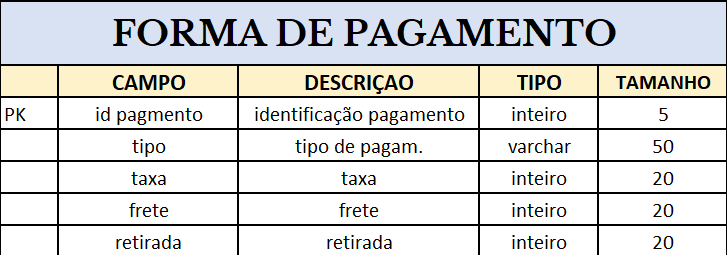 FORMA DE PAGAMENTO
CAMPO DESCRIÇAO TIPO TAMANHO
PK id pagmento identificação pagamento inteiro 5
tipo tipo de pagam. varchar 50
taxa taxa inteiro 20
frete frete inteiro 20
retirada retirada inteiro 20